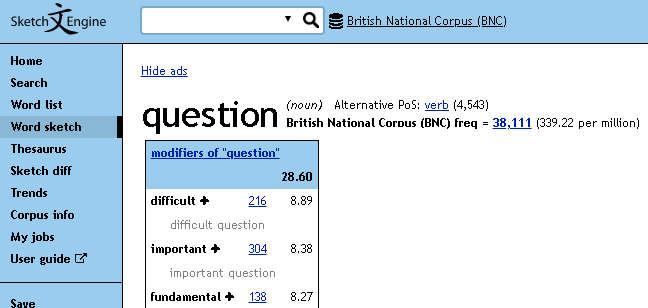 Sketch Engine
British National Corpus (BNC)
Home
Search
Word list
Word sketch
Thesaurus
Sketch diff
Trends
Corpus info
My jobs
User guide
Save
Hide ads
question (noun) Alternative PoS: verb (4,543)
British National Corpus (BNC) freq = 38,111 (339.22 per million)
modifiers of "question"
28.60
difficult + 216 8.89
difficult question
important + 304 8.38
important question
fundamental + 138 8.27